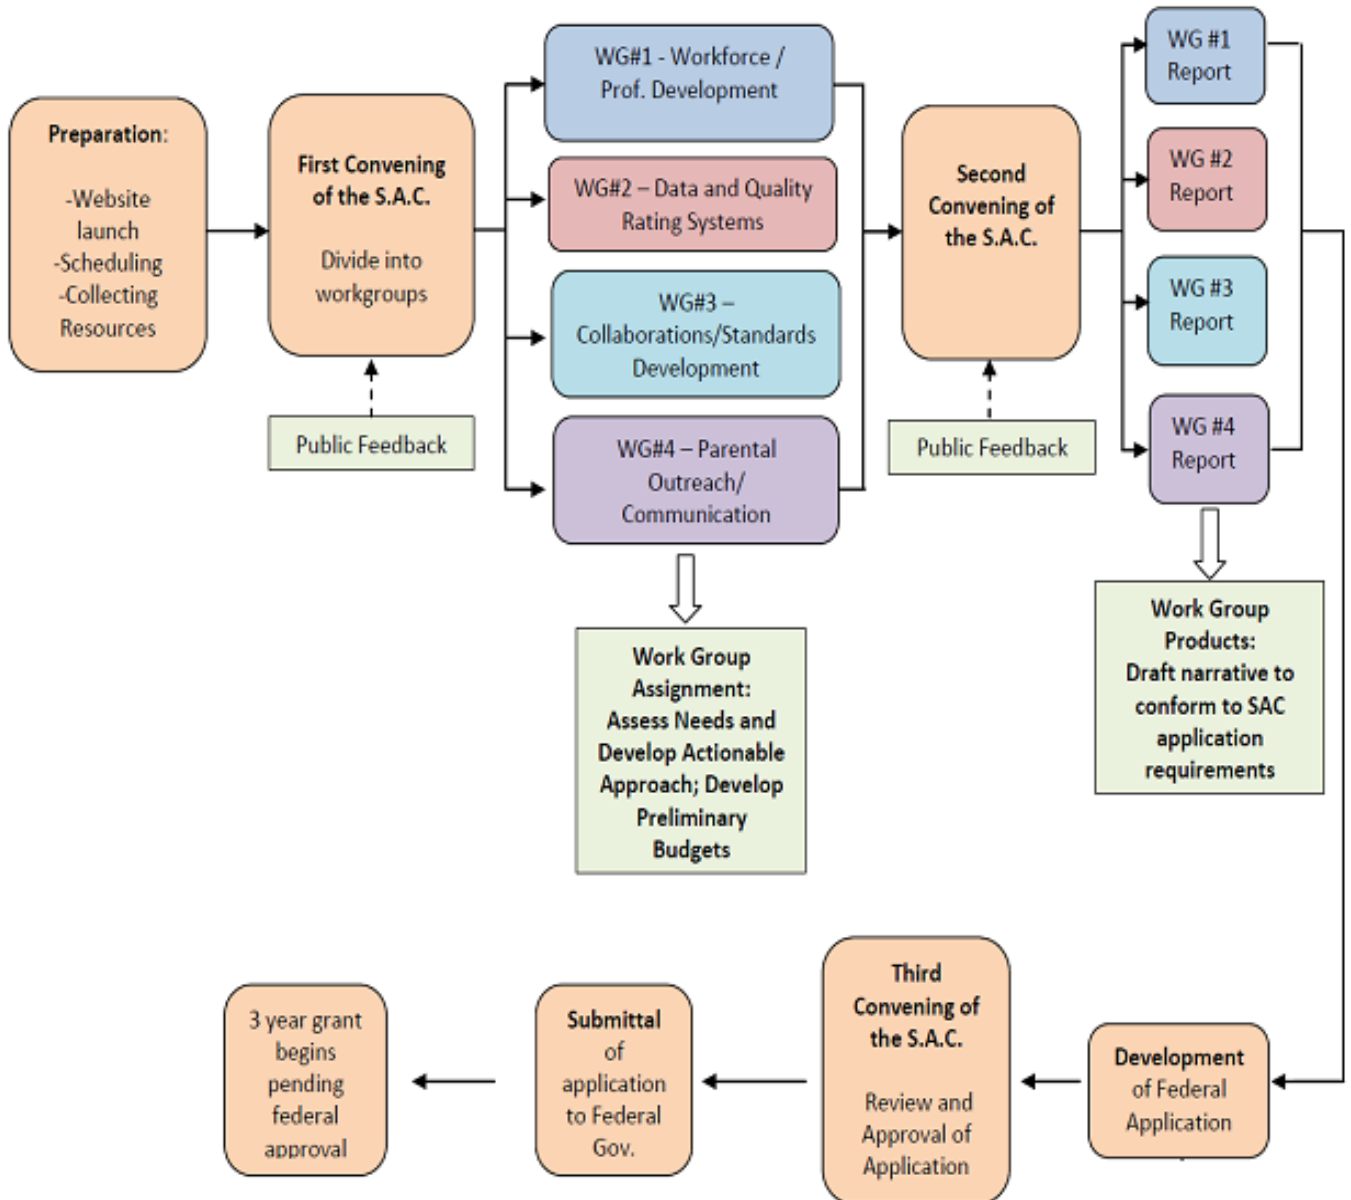 Preparation:
-Website
launch
-Scheduling
-Collecting
Resources
First Convening
of the S.A.C.
Divide into
workgroups
Public Feedback
WG#1 - Workforce /
Prof. Development
WG#2 – Data and Quality
Rating Systems
WG#3 –
Collaborations/Standards
Development
WG#4 – Parental
Outreach/
Communication
Work Group
Assignment:
Assess Needs and
Develop Actionable
Approach; Develop
Preliminary
Budgets
Second
Convening of
the S.A.C.
Public Feedback
WG #1
Report
WG #2
Report
WG #3
Report
WG #4
Report
Work Group
Products:
Draft narrative to
conform to SAC
application
requirements
Development
of Federal
Application
Third
Convening of
the S.A.C.
Review and
Approval of
Application
Submittal
of
application
to Federal
Gov.
3 year grant
begins
pending
federal
approval